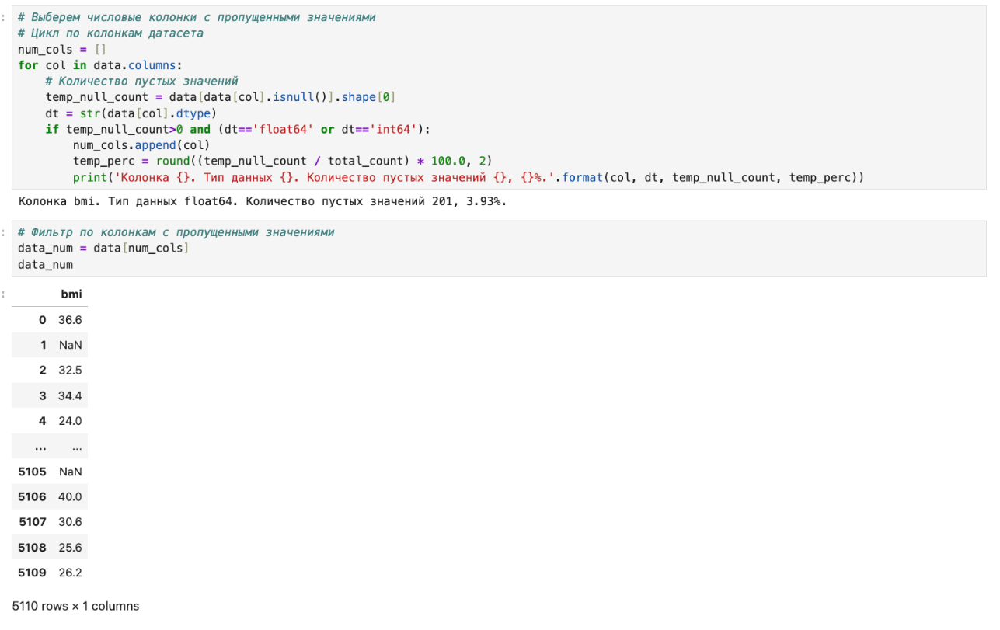 :
# Выберем числовые колонки с пропущенными значениями
# Цикл по колонкам датасета
num_cols = []
for col in data.columns:
    # Количество пустых значений
    temp_null_count = data[data[col].isnull()].shape[0]
    dt = str(data[col].dtype)
    if temp_null_count>0 and (dt=='float64' or dt=='int64'):
        num_cols.append(col)
        temp_perc = round((temp_null_count / total_count) * 100.0, 2)
        print('Колонка {}. Тип данных {}. Количество пустых значений {}, {}%.'.format(col, dt, temp_null_count, temp_perc))
Колонка bmi. Тип данных float64. Количество пустых значений 201, 3.93%.
:
# Фильтр по колонкам с пропущенными значениями
data_num = data[num_cols]
data_num
:
bmi
0 36.6
1 NaN
2 32.5
3 34.4
4 24.0
... ...
5105 NaN
5106 40.0
5107 30.6
5108 25.6
5109 26.2
5110 rows × 1 columns